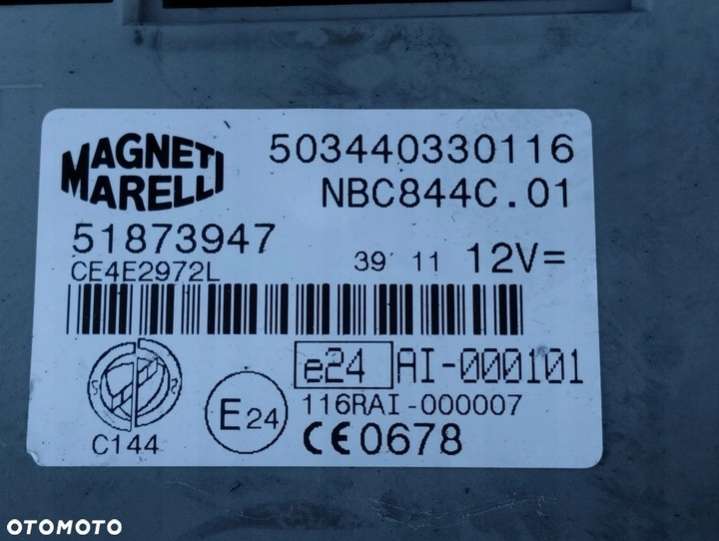 MAGNETI
MARELLI
503440330116
NBC844C.01
51873947
CE4E2972L
39 11 12V=
e24 AI-000101
E24
116RAI-000007
C144
CE0678
OTOMOTO